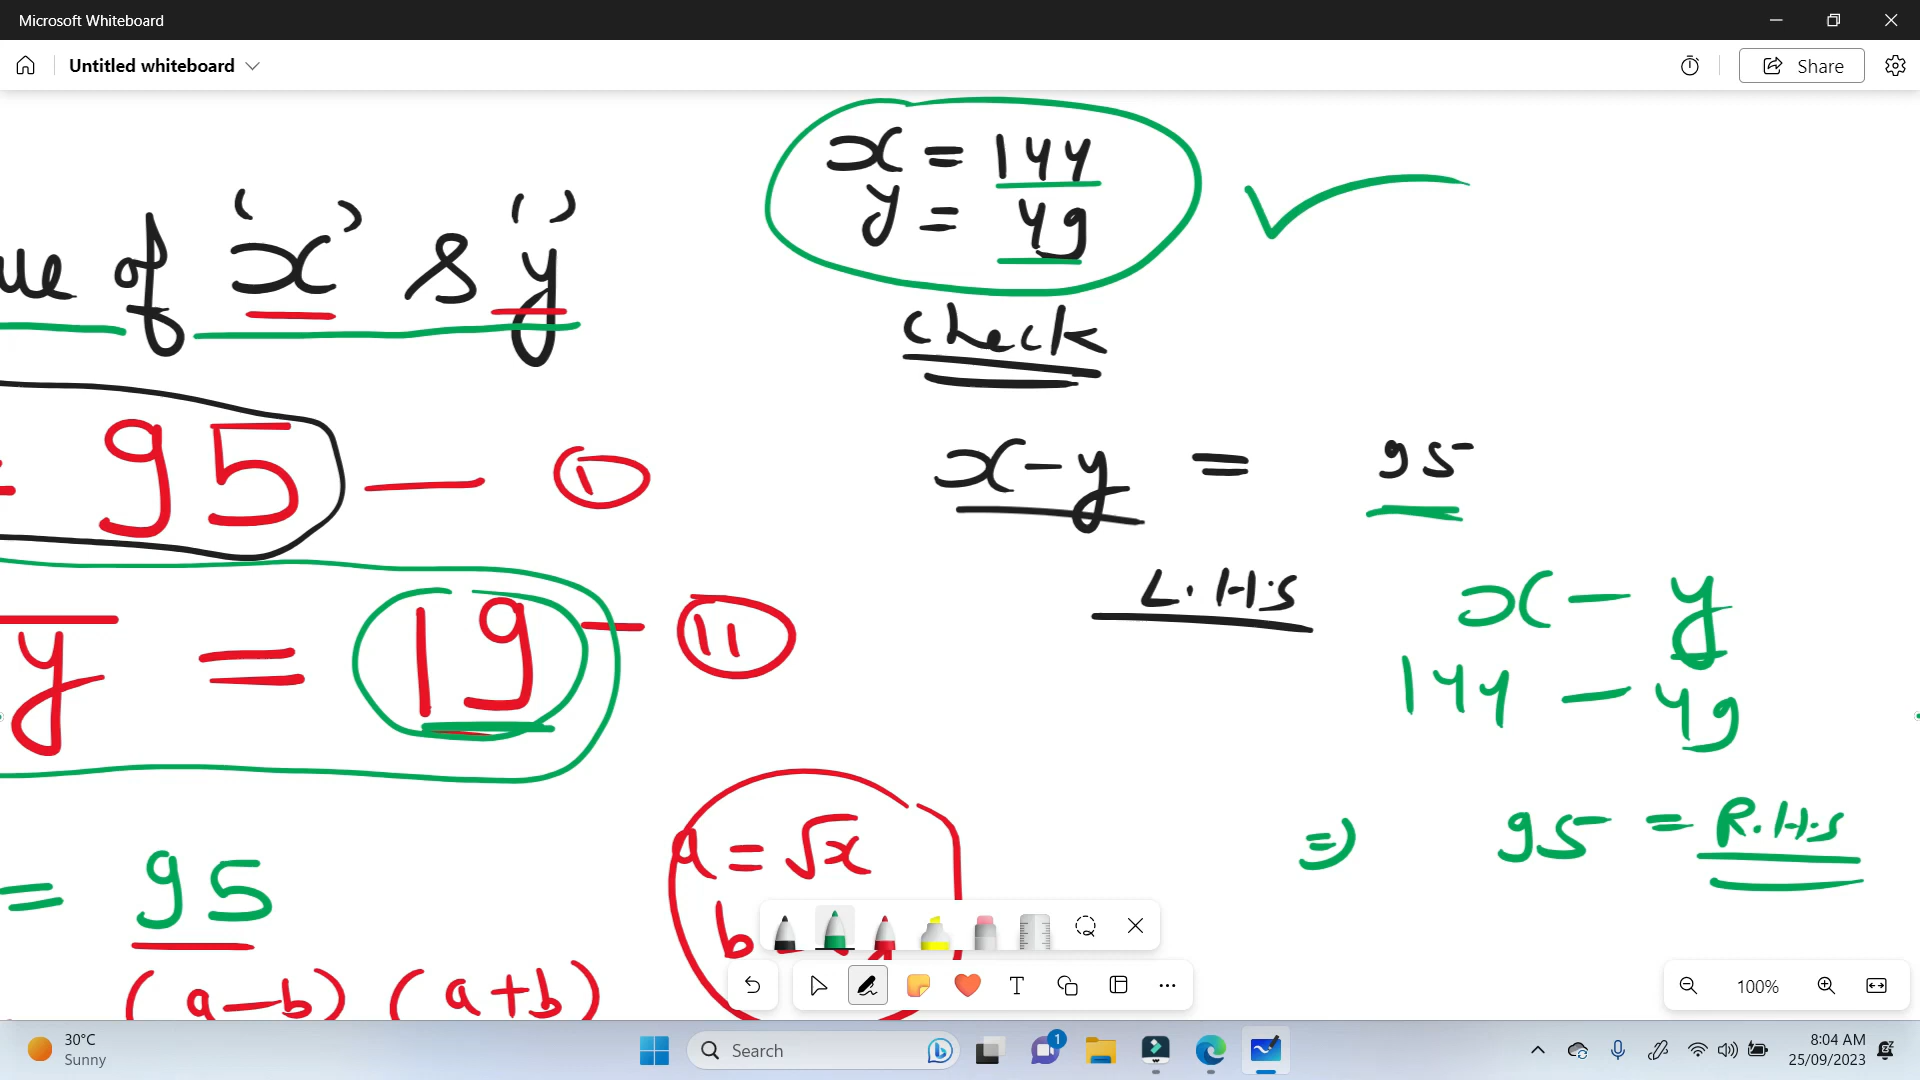 Microsoft Whiteboard
Untitled whiteboard
Share
x = 144
y = 49
ue of 'x' & 'y'
check
95 — (i)
x - y = 95
L.H.S
x - y
y = 19 — (ii)
144 - 49
a = √x
⇒ 95 = R.H.S
= 95
b
(a - b) (a + b)
100%
30°C
Sunny
Search
1
8:04 AM
25/09/2023